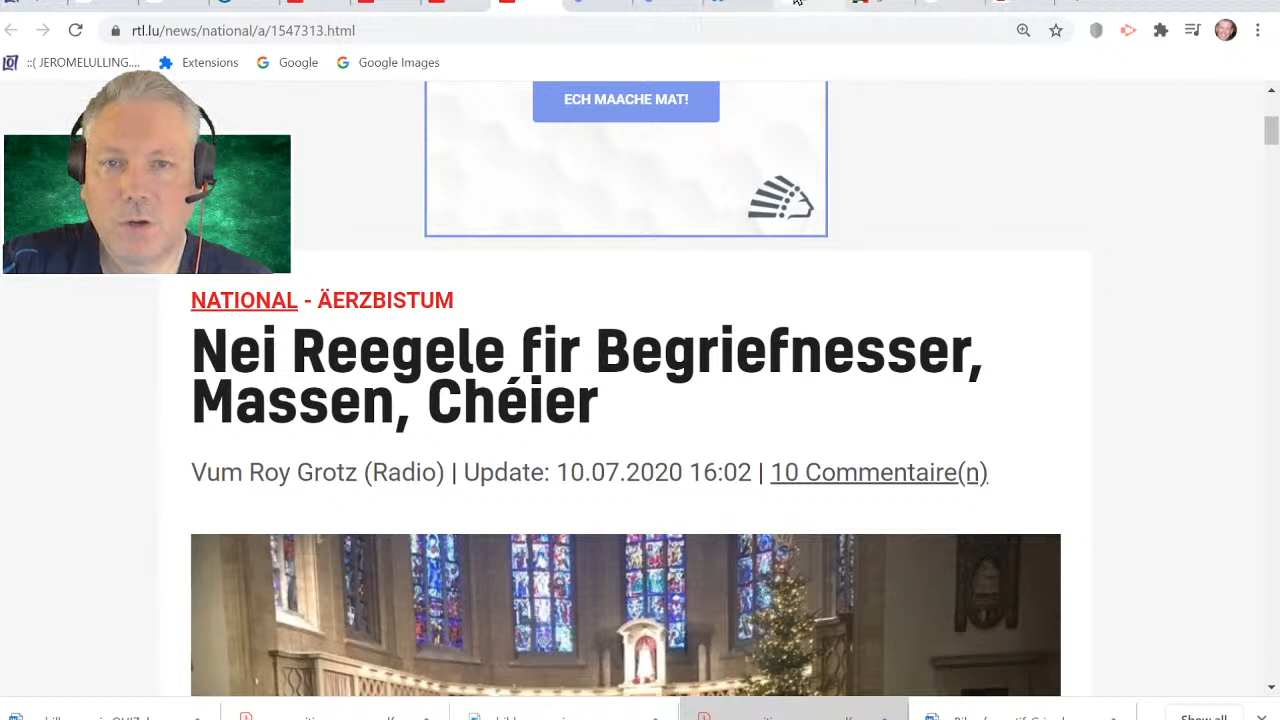 rtl.lu/news/national/a/1547313.html
::( JEROMELULLING.... Extensions Google Google Images
ECH MAACHE MAT!
NATIONAL - ÄERZBISTUM
Nei Reegele fir Begriefnesser,
Massen, Chéier
Vum Roy Grotz (Radio) | Update: 10.07.2020 16:02 | 10 Commentaire(n)
Show all